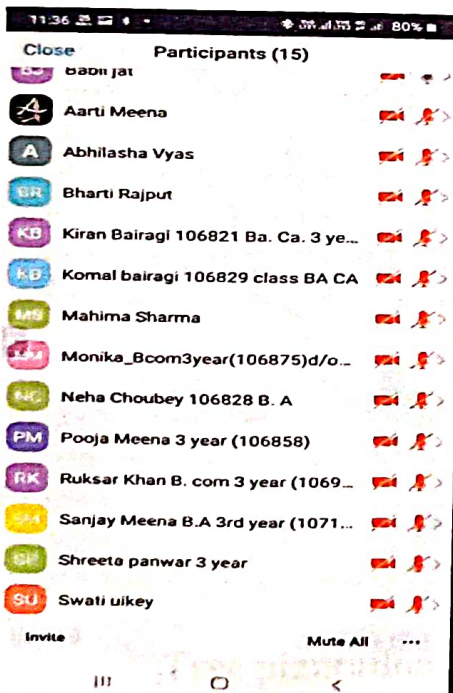 11:36
80%
Close
Participants (15)
Babli jat
Aarti Meena
A
Abhilasha Vyas
BR
Bharti Rajput
KB
Kiran Bairagi 106821 Ba. Ca. 3 ye...
KB
Komal bairagi 106829 class BA CA
MS
Mahima Sharma
Monika_Bcom3year(106875)d/o...
NC
Neha Choubey 106828 B. A
PM
Pooja Meena 3 year (106858)
RK
Ruksar Khan B. com 3 year (1069...
SM
Sanjay Meena B.A 3rd year (1071...
SP
Shreeta panwar 3 year
SU
Swati uikey
Invite
Mute All